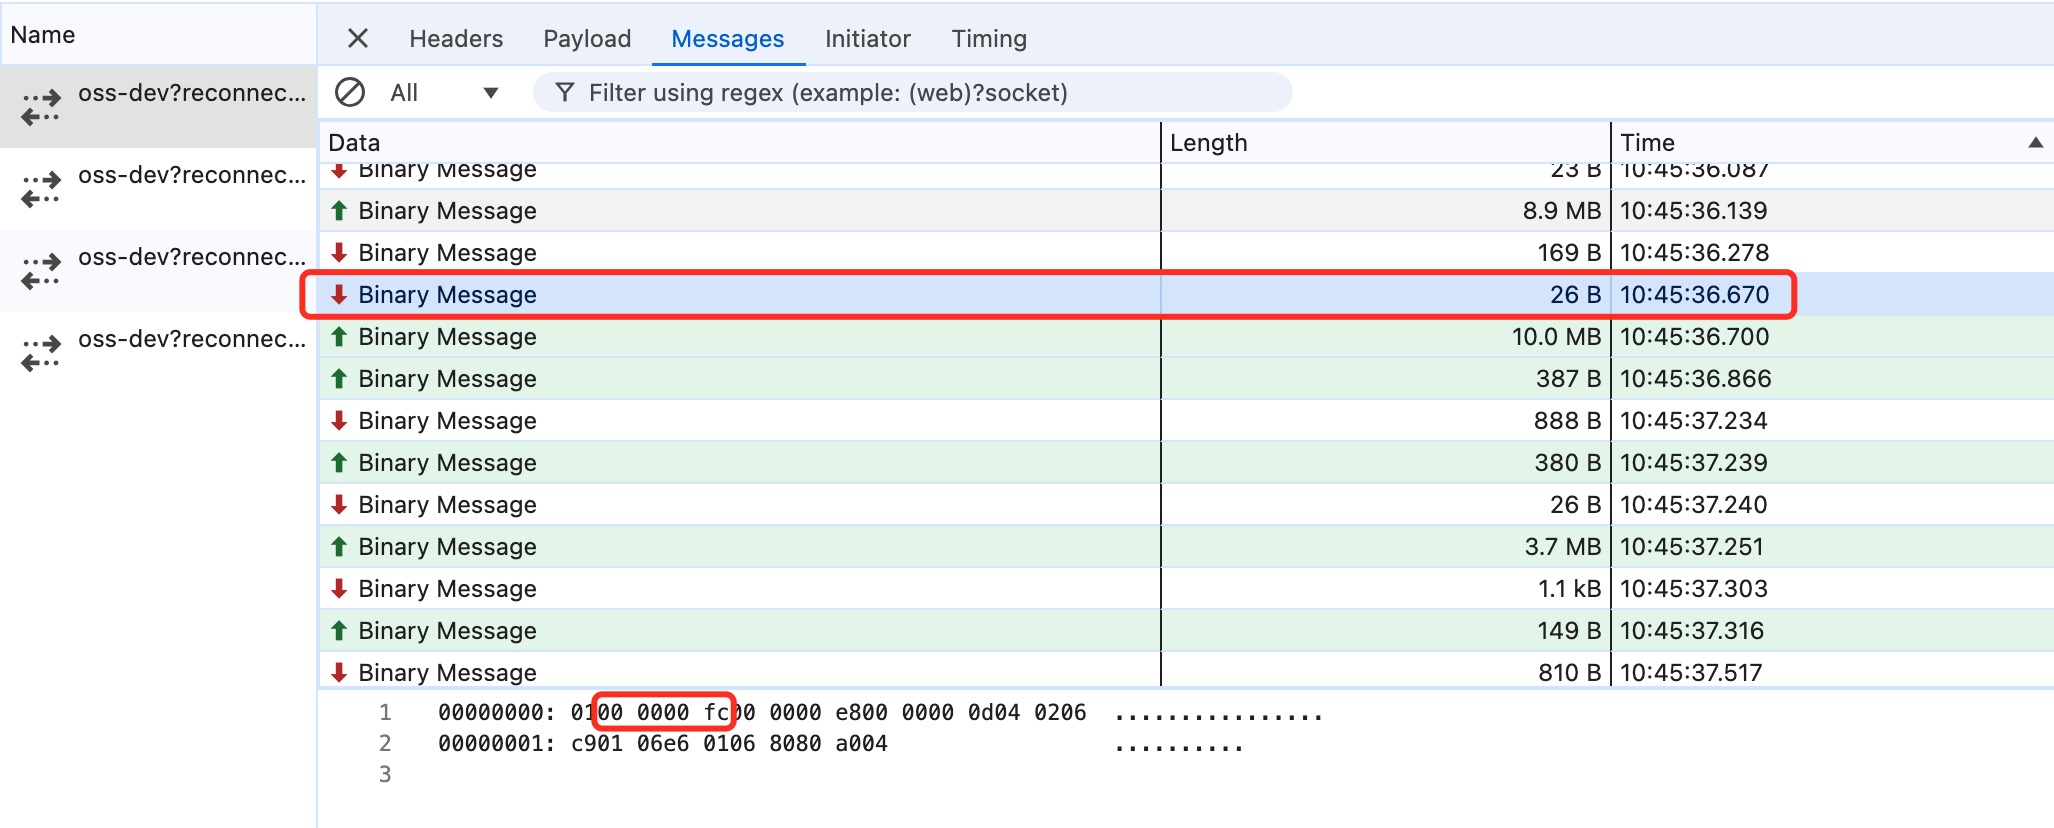 Name
Headers Payload Messages Initiator Timing
oss-dev?reconnec...
All Filter using regex (example: (web)?socket)
oss-dev?reconnec...
oss-dev?reconnec...
oss-dev?reconnec...
Data Length Time
Binary Message 23 B 10:45:36.087
Binary Message 8.9 MB 10:45:36.139
Binary Message 169 B 10:45:36.278
Binary Message 26 B 10:45:36.670
Binary Message 10.0 MB 10:45:36.700
Binary Message 387 B 10:45:36.866
Binary Message 888 B 10:45:37.234
Binary Message 380 B 10:45:37.239
Binary Message 26 B 10:45:37.240
Binary Message 3.7 MB 10:45:37.251
Binary Message 1.1 kB 10:45:37.303
Binary Message 149 B 10:45:37.316
Binary Message 810 B 10:45:37.517
1 00000000: 0100 0000 fc00 0000 e800 0000 0d04 0206 ................
2 00000001: c901 06e6 0106 8080 a004 ..........
3